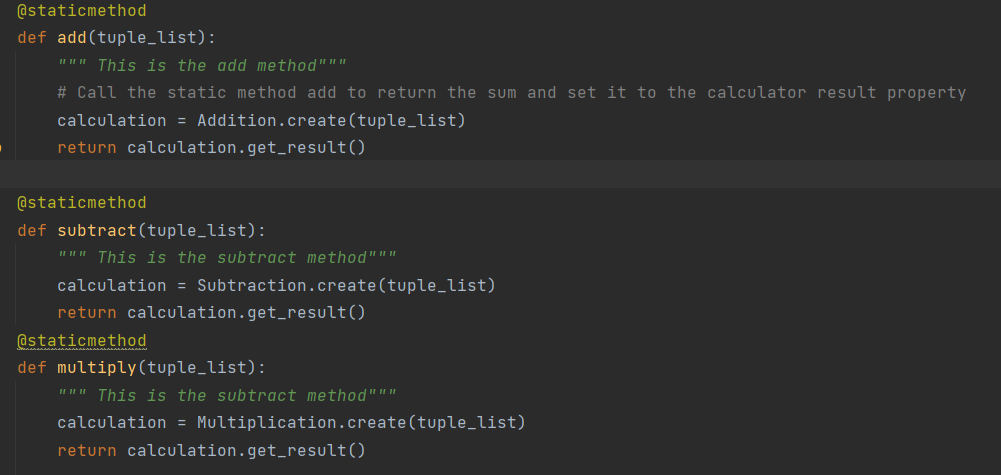 @staticmethod
def add(tuple_list):
    """ This is the add method"""
    # Call the static method add to return the sum and set it to the calculator result property
    calculation = Addition.create(tuple_list)
    return calculation.get_result()
@staticmethod
def subtract(tuple_list):
    """ This is the subtract method"""
    calculation = Subtraction.create(tuple_list)
    return calculation.get_result()
@staticmethod
def multiply(tuple_list):
    """ This is the subtract method"""
    calculation = Multiplication.create(tuple_list)
    return calculation.get_result()